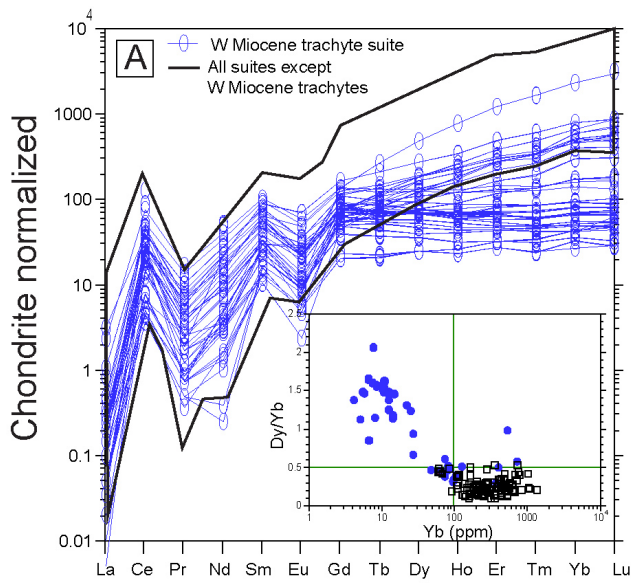 10^4
A
W Miocene trachyte suite
All suites except
W Miocene trachytes
1000
100
10
1
0.1
0.01
Chondrite normalized
2.5
2
1.5
1
0.5
0
Dy/Yb
1 10 100 1000 10^4
Yb (ppm)
La Ce Pr Nd Sm Eu Gd Tb Dy Ho Er Tm Yb Lu